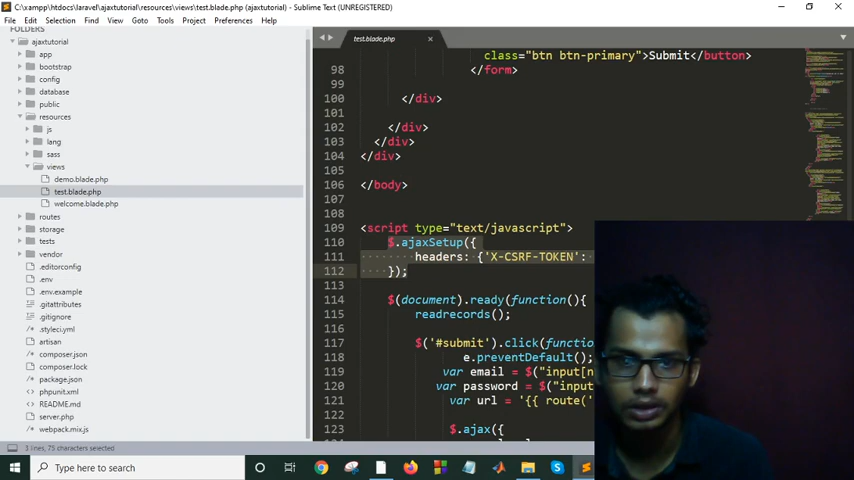 C:\xampp\htdocs\laravel\ajaxtutorial\resources\views\test.blade.php (ajaxtutorial) - Sublime Text (UNREGISTERED)
File Edit Selection Find View Goto Tools Project Preferences Help
FOLDERS
ajaxtutorial
app
bootstrap
config
database
public
resources
js
lang
sass
views
demo.blade.php
test.blade.php
welcome.blade.php
routes
storage
tests
vendor
.editorconfig
.env
.env.example
.gitattributes
.gitignore
.styleci.yml
artisan
composer.json
composer.lock
package.json
phpunit.xml
README.md
server.php
webpack.mix.js
test.blade.php
class="btn btn-primary">Submit</button>
98 </form>
99
100 </div>
101
102 </div>
103 </div>
104 </div>
105
106 </body>
107
108
109 <script type="text/javascript">
110 $.ajaxSetup({
111 headers: {'X-CSRF-TOKEN':
112 });
113
114 $(document).ready(function(){
115 readrecords();
116
117 $('#submit').click(functio
118 e.preventDefault();
119 var email = $("input[n
120 var password = $("input
121 var url = '{{ route('
122
123 $.ajax({
3 lines, 75 characters selected
Type here to search